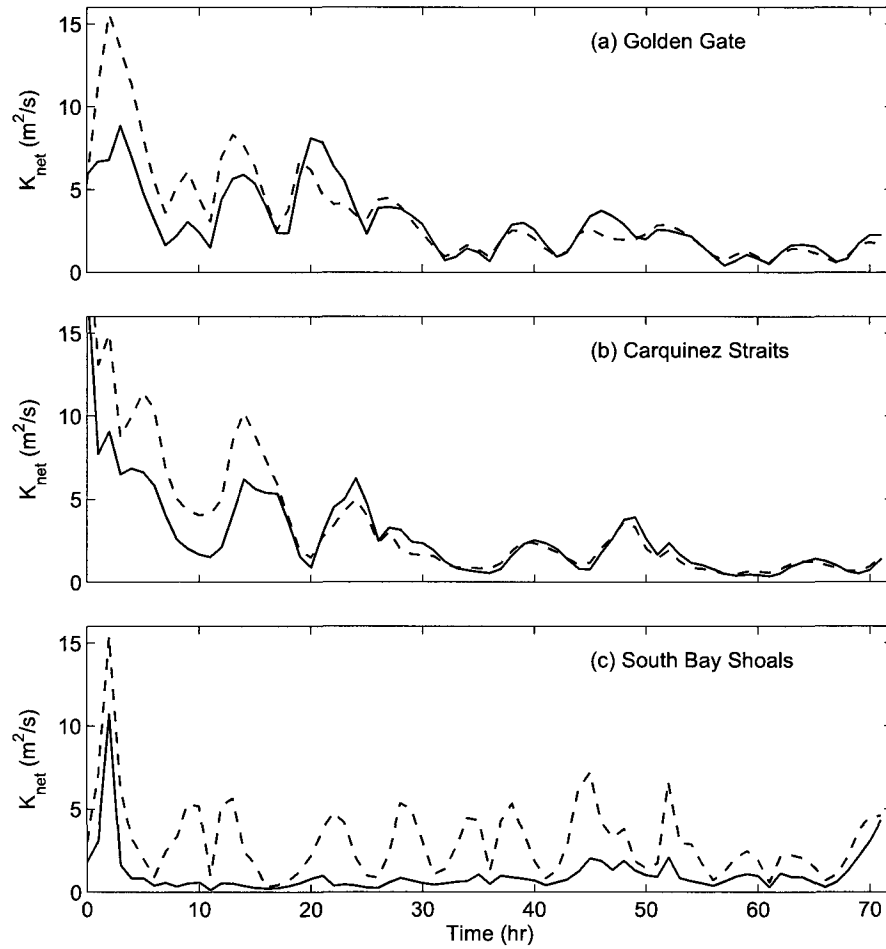 (a) Golden Gate
K_net (m²/s)
15
10
5
0
(b) Carquinez Straits
K_net (m²/s)
15
10
5
0
(c) South Bay Shoals
K_net (m²/s)
15
10
5
0
0 10 20 30 40 50 60 70
Time (hr)